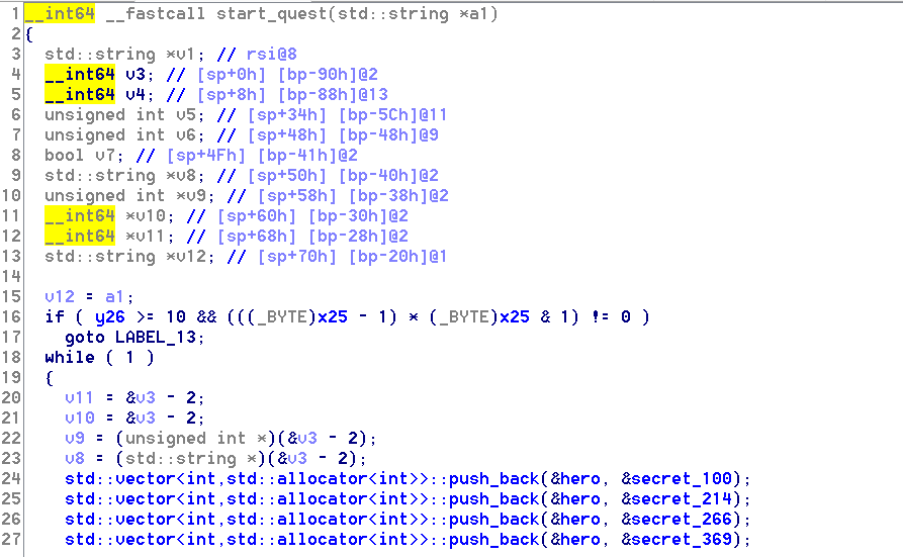 1 __int64 __fastcall start_quest(std::string *a1)
2 {
3 std::string *v1; // rsi@8
4 __int64 v3; // [sp+0h] [bp-90h]@2
5 __int64 v4; // [sp+8h] [bp-88h]@13
6 unsigned int v5; // [sp+34h] [bp-5Ch]@11
7 unsigned int v6; // [sp+48h] [bp-48h]@9
8 bool v7; // [sp+4Fh] [bp-41h]@2
9 std::string *v8; // [sp+50h] [bp-40h]@2
10 unsigned int *v9; // [sp+58h] [bp-38h]@2
11 __int64 *v10; // [sp+60h] [bp-30h]@2
12 __int64 *v11; // [sp+68h] [bp-28h]@2
13 std::string *v12; // [sp+70h] [bp-20h]@1
14
15 v12 = a1;
16 if ( y26 >= 10 && (((_BYTE)x25 - 1) * (_BYTE)x25 & 1) != 0 )
17 goto LABEL_13;
18 while ( 1 )
19 {
20 v11 = &v3 - 2;
21 v10 = &v3 - 2;
22 v9 = (unsigned int *)(&v3 - 2);
23 v8 = (std::string *)(&v3 - 2);
24 std::vector<int,std::allocator<int>>::push_back(&hero, &secret_100);
25 std::vector<int,std::allocator<int>>::push_back(&hero, &secret_214);
26 std::vector<int,std::allocator<int>>::push_back(&hero, &secret_266);
27 std::vector<int,std::allocator<int>>::push_back(&hero, &secret_369);